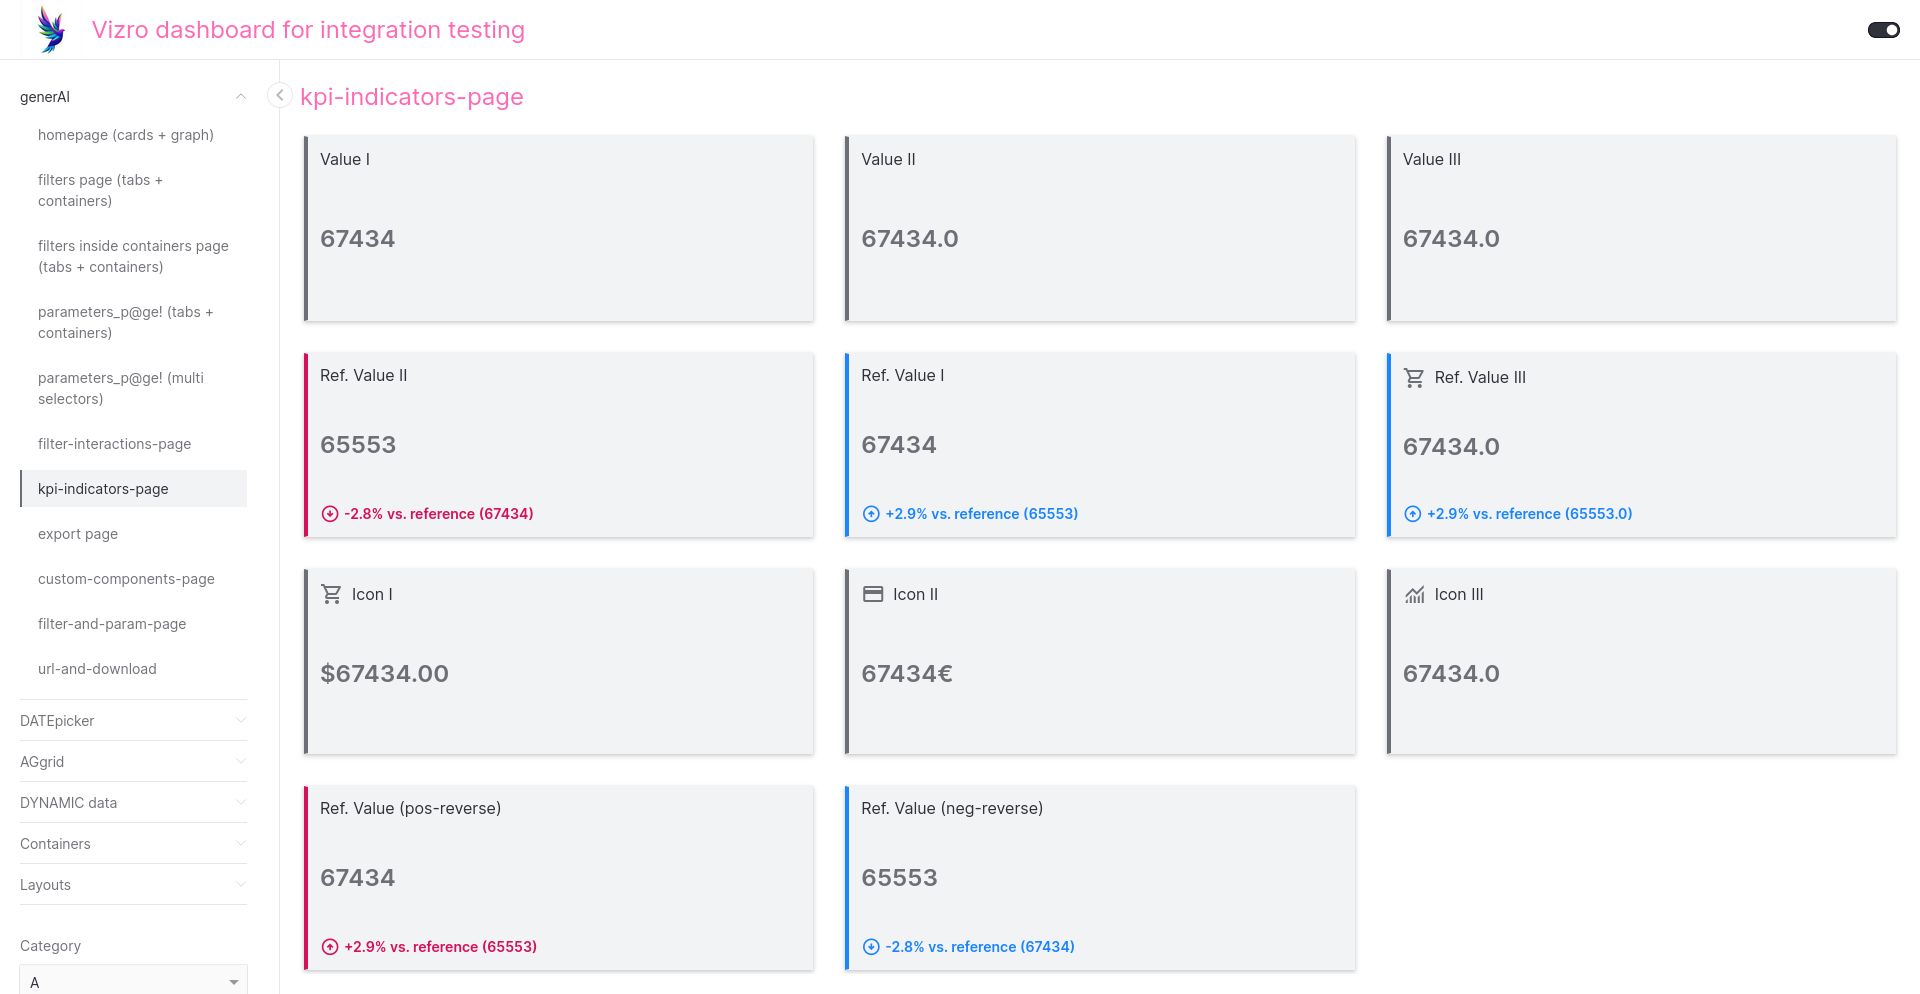 Vizro dashboard for integration testing
generAI
homepage (cards + graph)
filters page (tabs +
containers)
filters inside containers page
(tabs + containers)
parameters_p@ge! (tabs +
containers)
parameters_p@ge! (multi
selectors)
filter-interactions-page
kpi-indicators-page
export page
custom-components-page
filter-and-param-page
url-and-download
DATEpicker
AGgrid
DYNAMIC data
Containers
Layouts
Category
A
kpi-indicators-page
Value I
67434
Value II
67434.0
Value III
67434.0
Ref. Value II
65553
-2.8% vs. reference (67434)
Ref. Value I
67434
+2.9% vs. reference (65553)
Ref. Value III
67434.0
+2.9% vs. reference (65553.0)
Icon I
$67434.00
Icon II
67434€
Icon III
67434.0
Ref. Value (pos-reverse)
67434
+2.9% vs. reference (65553)
Ref. Value (neg-reverse)
65553
-2.8% vs. reference (67434)